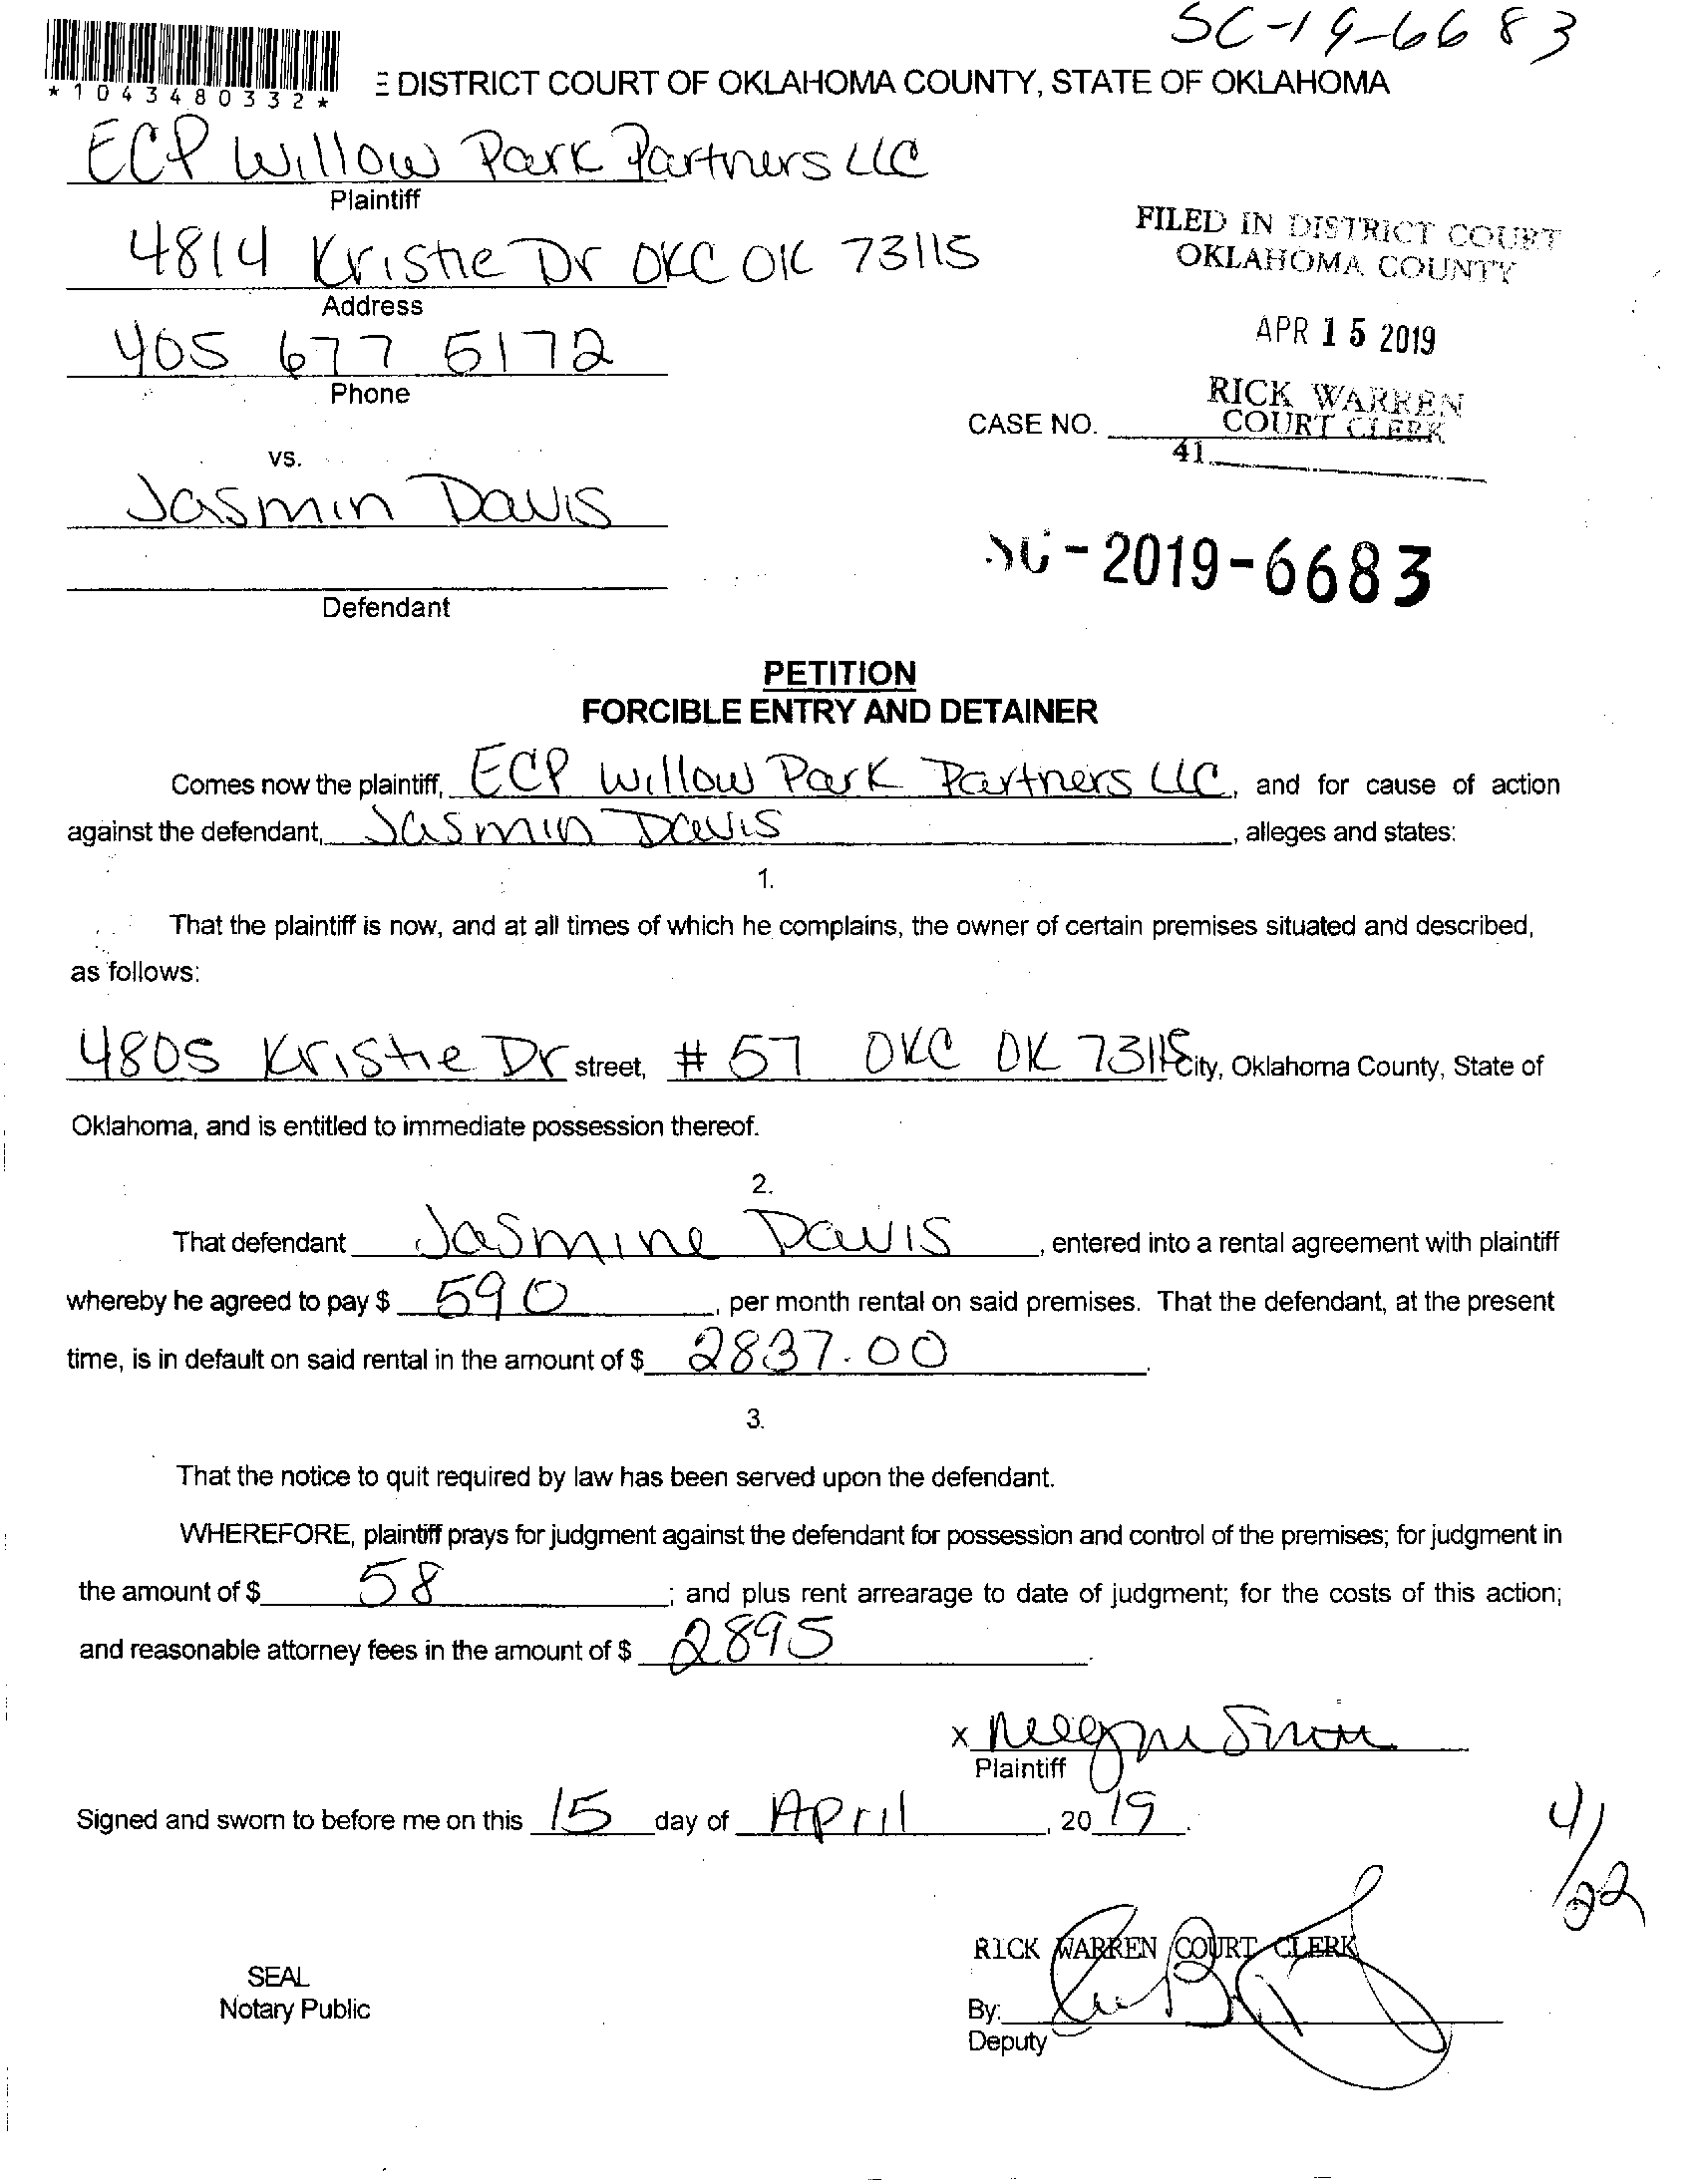 SC-19-6683
*1043480332*
E DISTRICT COURT OF OKLAHOMA COUNTY, STATE OF OKLAHOMA
ECP Willow Park Partners LLC
Plaintiff
4814 Kristie Dr OKC OK 73115
Address
405 677 5172
Phone
vs.
Jasmin Davis
Defendant
FILED IN DISTRICT COURT
OKLAHOMA COUNTY
APR 15 2019
RICK WARREN
COURT CLERK
CASE NO.
41
SC-2019-6683
PETITION
FORCIBLE ENTRY AND DETAINER
Comes now the plaintiff, ECP Willow Park Partners LLC, and for cause of action
against the defendant, Jasmin Davis, alleges and states:
1.
That the plaintiff is now, and at all times of which he complains, the owner of certain premises situated and described,
as follows:
4805 Kristie Dr street, # 57 OKC OK 73115 City, Oklahoma County, State of
Oklahoma, and is entitled to immediate possession thereof.
2.
That defendant Jasmine Davis, entered into a rental agreement with plaintiff
whereby he agreed to pay $ 590, per month rental on said premises. That the defendant, at the present
time, is in default on said rental in the amount of $ 2837.00.
3.
That the notice to quit required by law has been served upon the defendant.
WHEREFORE, plaintiff prays for judgment against the defendant for possession and control of the premises; for judgment in
the amount of $ 58; and plus rent arrearage to date of judgment; for the costs of this action;
and reasonable attorney fees in the amount of $ 2895.
x
Plaintiff
Signed and sworn to before me on this 15 day of April, 20 19.
4/22
RICK WARREN COURT CLERK
SEAL
Notary Public
By:
Deputy